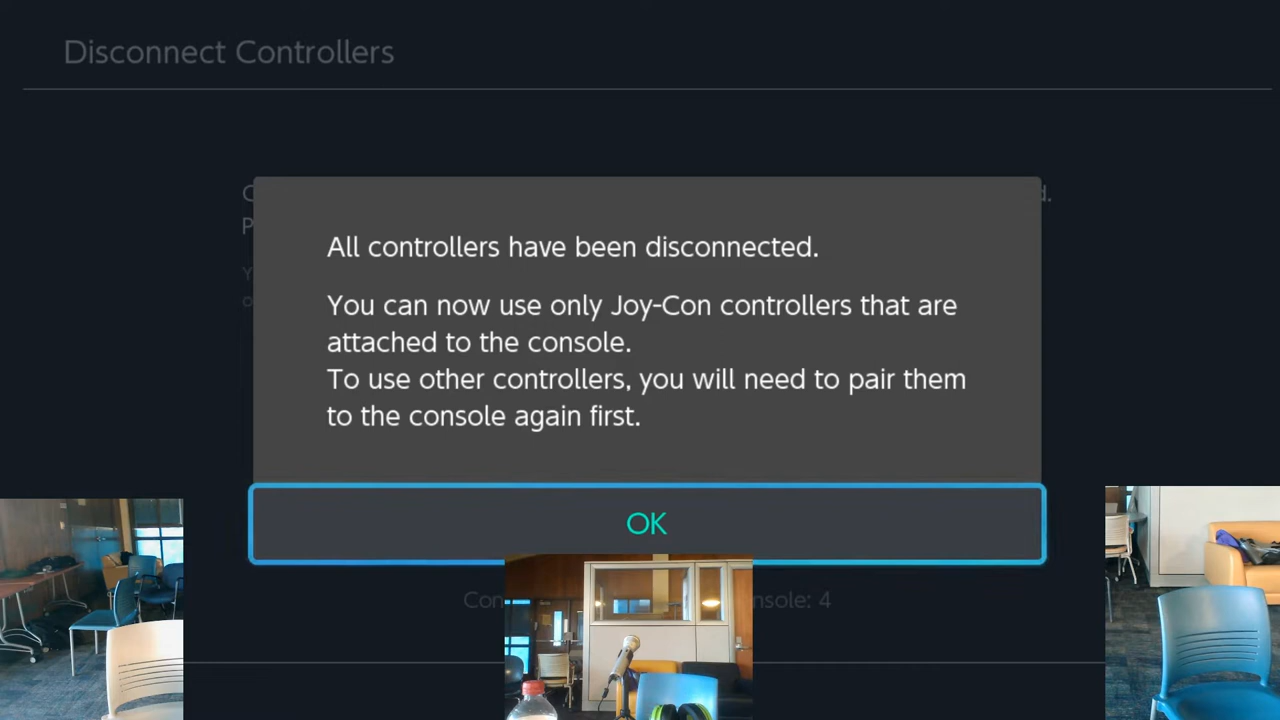 Disconnect Controllers
All controllers have been disconnected.
You can now use only Joy-Con controllers that are
attached to the console.
To use other controllers, you will need to pair them
to the console again first.
OK